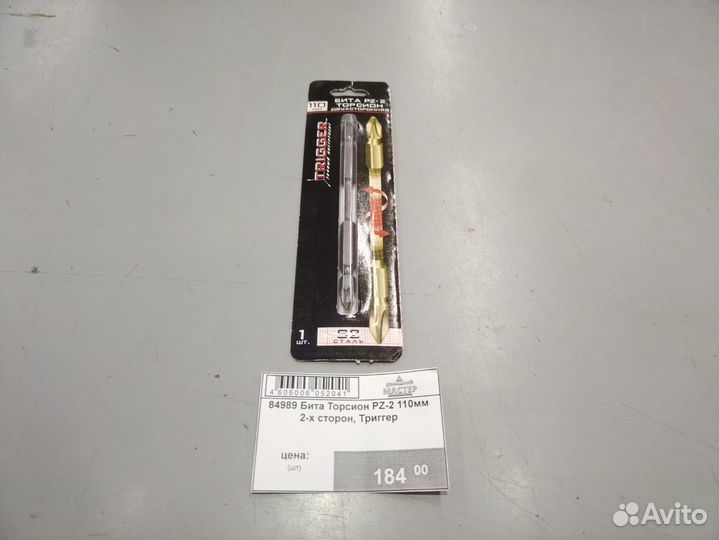 110
БИТА PZ-2
ТОРСИОН
ДВУХСТОРОННЯЯ
TRIGGER
1
шт.
S2
СТАЛЬ
4 606006 052041
ДОМАШНИЙ
МАСТЕР
84989 Бита Торсион PZ-2 110мм
2-х сторон, Триггер
цена:
(шт)
184 00
Avito